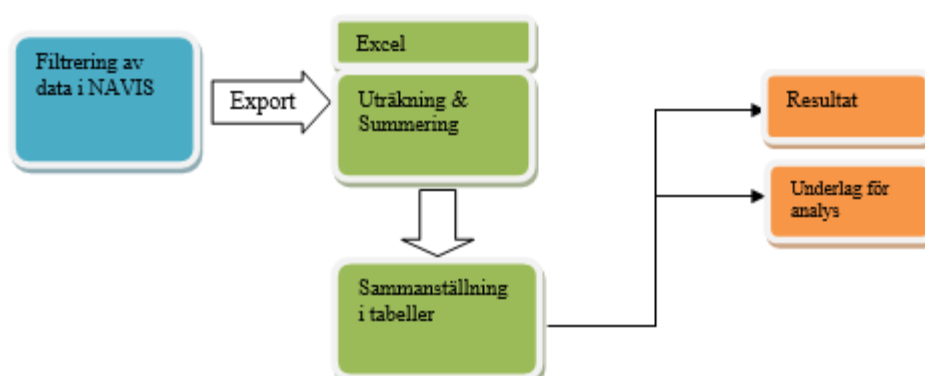 Filtrering av
data i NAVIS
Export
Excel
Uträkning &
Summering
Sammanställning
i tabeller
Resultat
Underlag för
analys